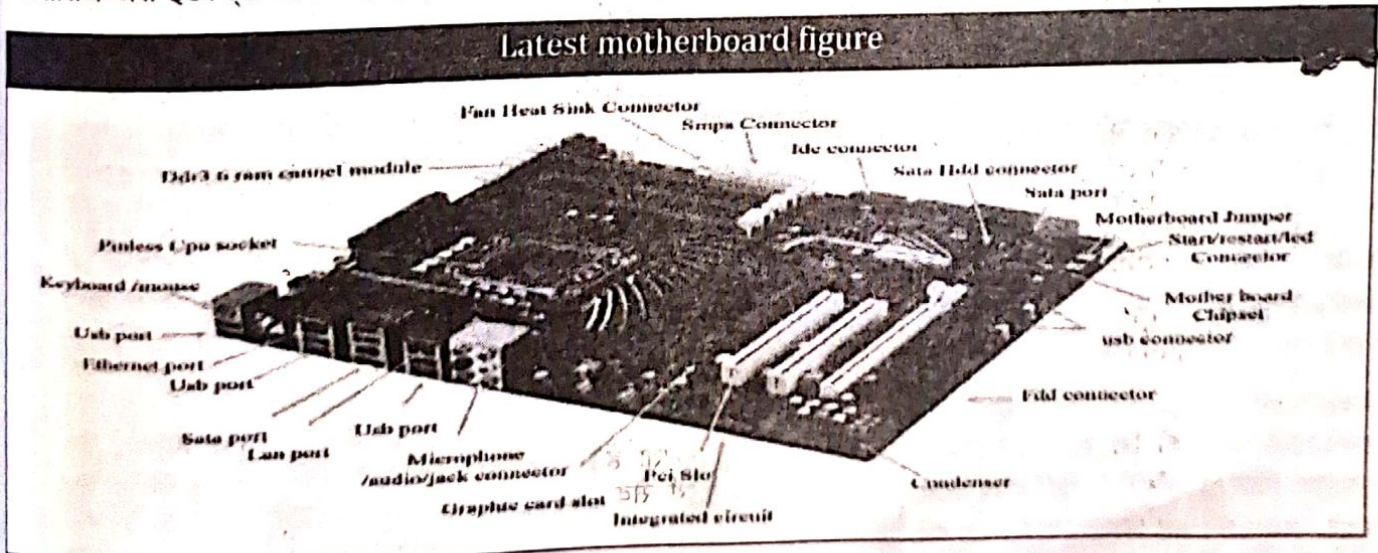 Latest motherboard figure
Fan Heat Sink Connector
Smps Connector
Ide connector
Ddr3 6 ram cannel module
Sata Hdd connector
Sata port
Motherboard Jumper
Start/restart/led
Connector
Pinless Cpu socket
Keyboard /mouse
Mother board
Chipset
Usb port
usb connector
Ethernet port
Usb port
Fdd connector
Sata port
Lan port
Usb port
Microphone
/audio/jack connector
Pci Slo
Condenser
Graphic card slot
Integrated circuit